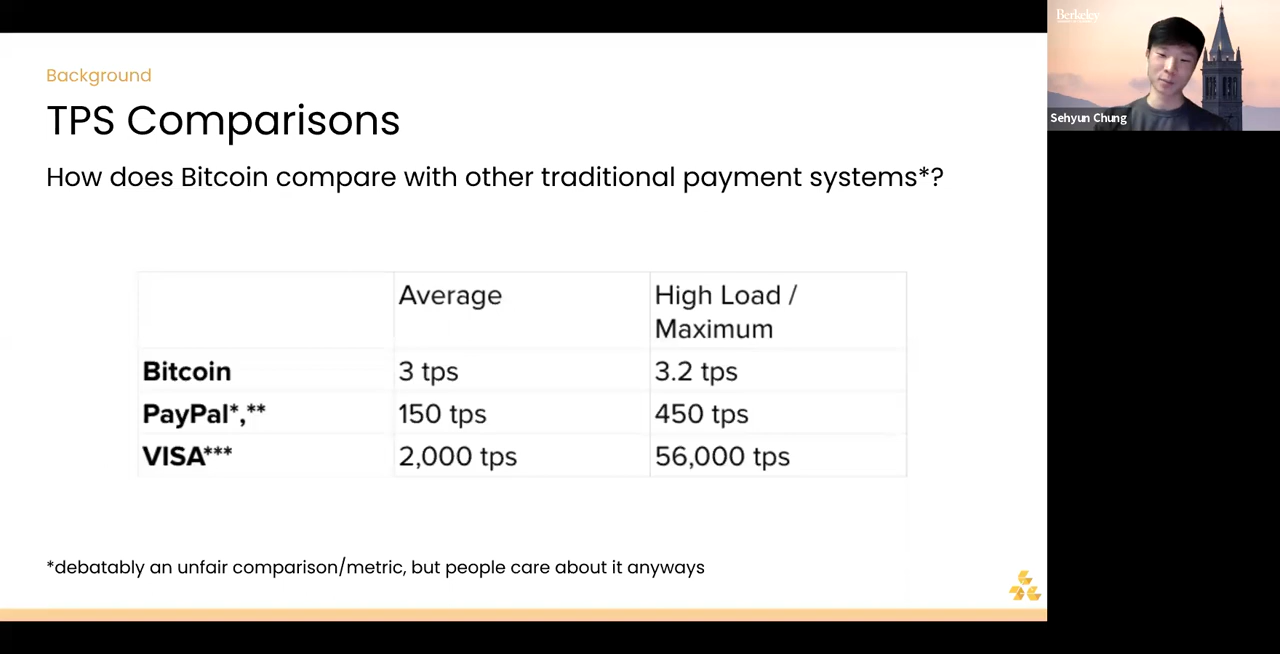 Background
TPS Comparisons
How does Bitcoin compare with other traditional payment systems*?
Average
High Load /
Maximum
Bitcoin 3 tps 3.2 tps
PayPal*,** 150 tps 450 tps
VISA*** 2,000 tps 56,000 tps
*debatably an unfair comparison/metric, but people care about it anyways
Berkeley
Sehyun Chung